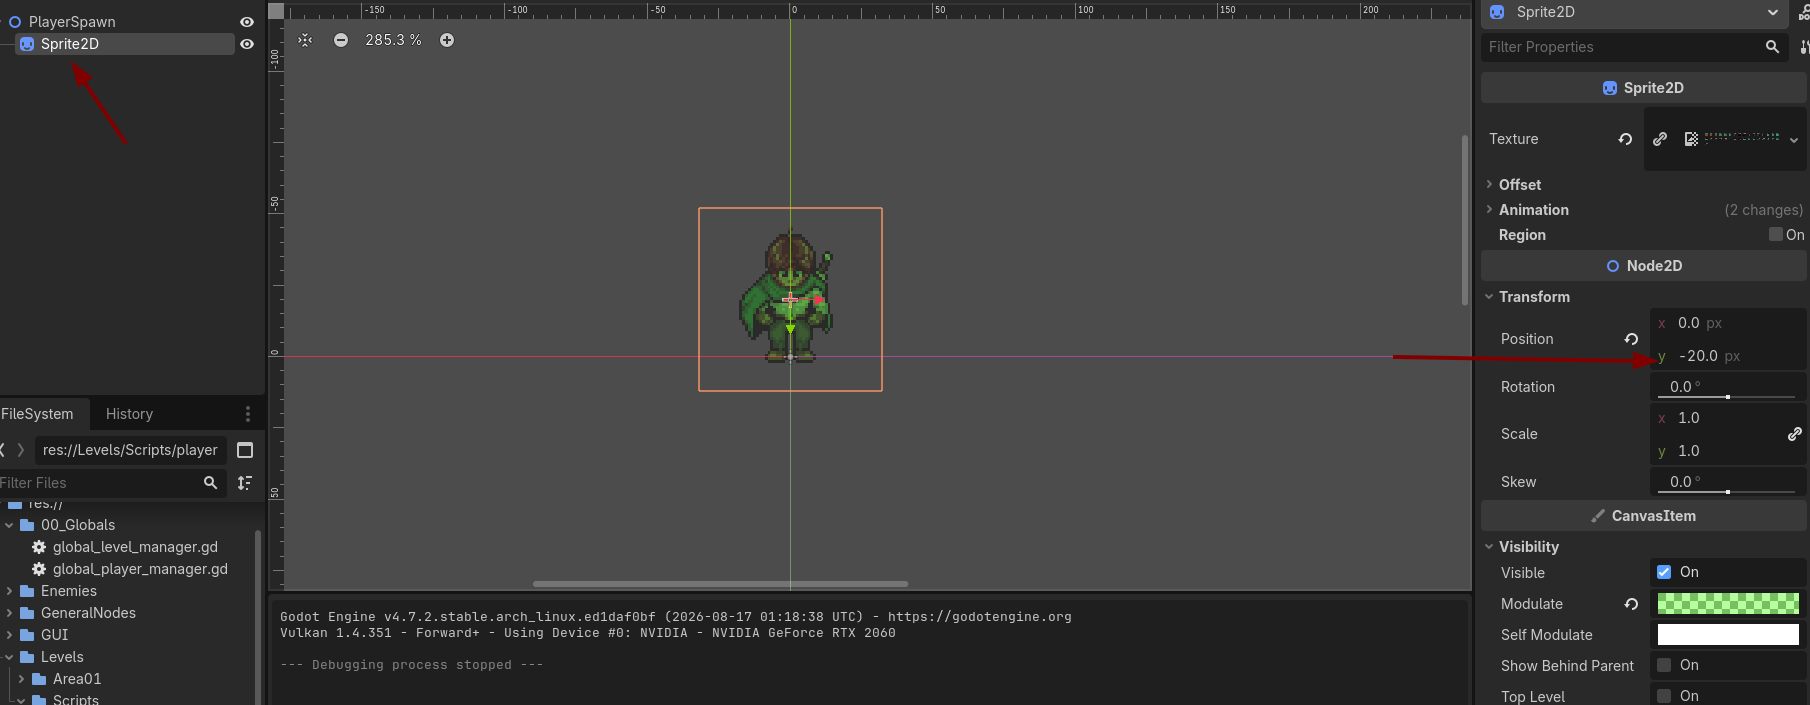 PlayerSpawn
Sprite2D
FileSystem
History
res://Levels/Scripts/player
Filter Files
res://
00_Globals
global_level_manager.gd
global_player_manager.gd
Enemies
GeneralNodes
GUI
Levels
Area01
Scripts
-150
-100
-50
0
50
100
150
200
-100
-50
0
50
285.3 %
Godot Engine v4.7.2.stable.arch_linux.ed1daf0bf (2026-08-17 01:18:38 UTC) - https://godotengine.org
Vulkan 1.4.351 - Forward+ - Using Device #0: NVIDIA - NVIDIA GeForce RTX 2060
--- Debugging process stopped ---
Sprite2D
Filter Properties
Sprite2D
Texture
Offset
Animation (2 changes)
Region On
Node2D
Transform
x 0.0 px
Position
y -20.0 px
Rotation 0.0 °
x 1.0
Scale
y 1.0
Skew 0.0 °
CanvasItem
Visibility
Visible On
Modulate
Self Modulate
Show Behind Parent On
Top Level On